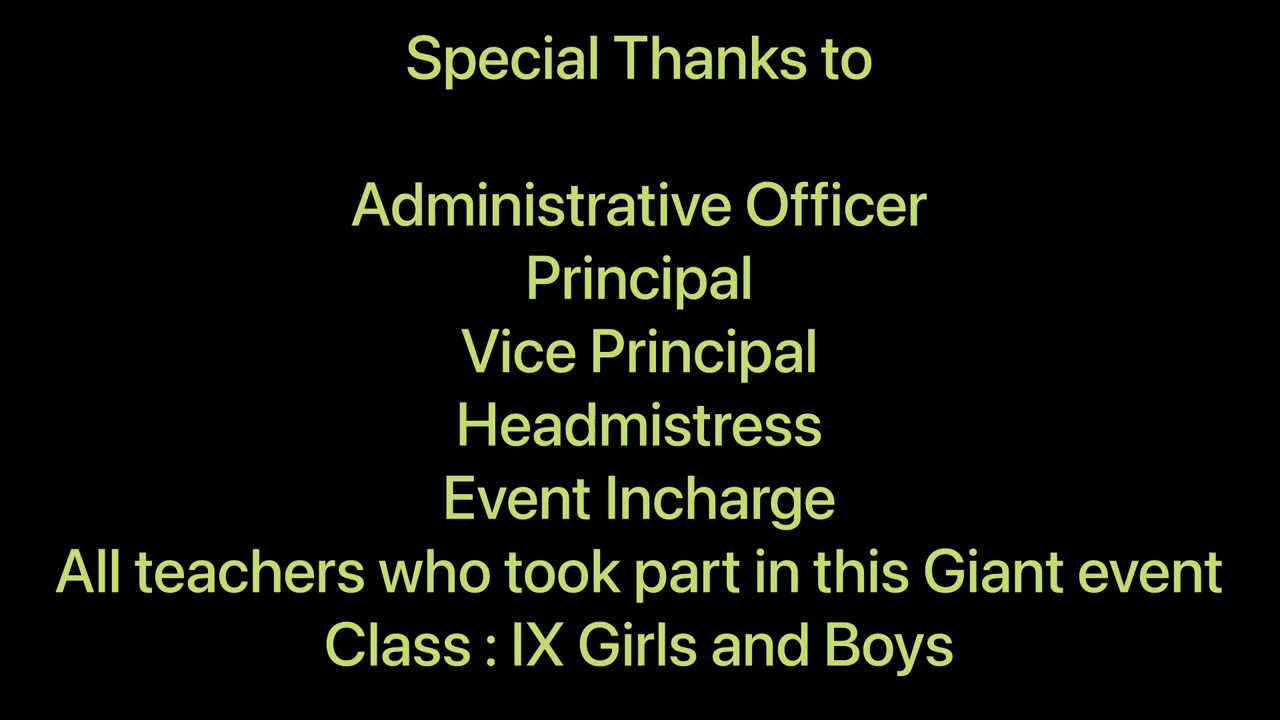 Special Thanks to
Administrative Officer
Principal
Vice Principal
Headmistress
Event Incharge
All teachers who took part in this Giant event
Class : IX Girls and Boys